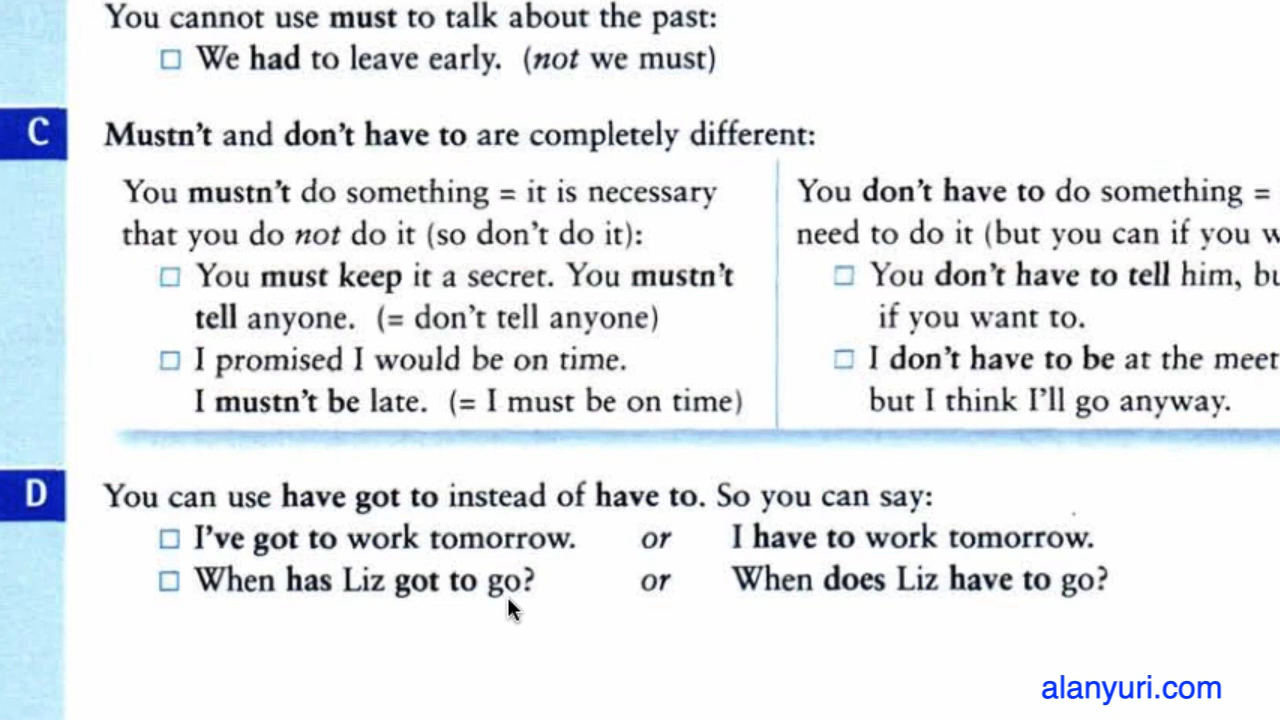 You cannot use must to talk about the past:
□ We had to leave early. (not we must)
C
Mustn't and don't have to are completely different:
You mustn't do something = it is necessary
that you do not do it (so don't do it):
□ You must keep it a secret. You mustn't
tell anyone. (= don't tell anyone)
□ I promised I would be on time.
I mustn't be late. (= I must be on time)
You don't have to do something =
need to do it (but you can if you
□ You don't have to tell him,
if you want to.
□ I don't have to be at the
but I think I'll go anyway.
D
You can use have got to instead of have to. So you can say:
□ I've got to work tomorrow. or I have to work tomorrow.
□ When has Liz got to go? or When does Liz have to go?
alanyuri.com